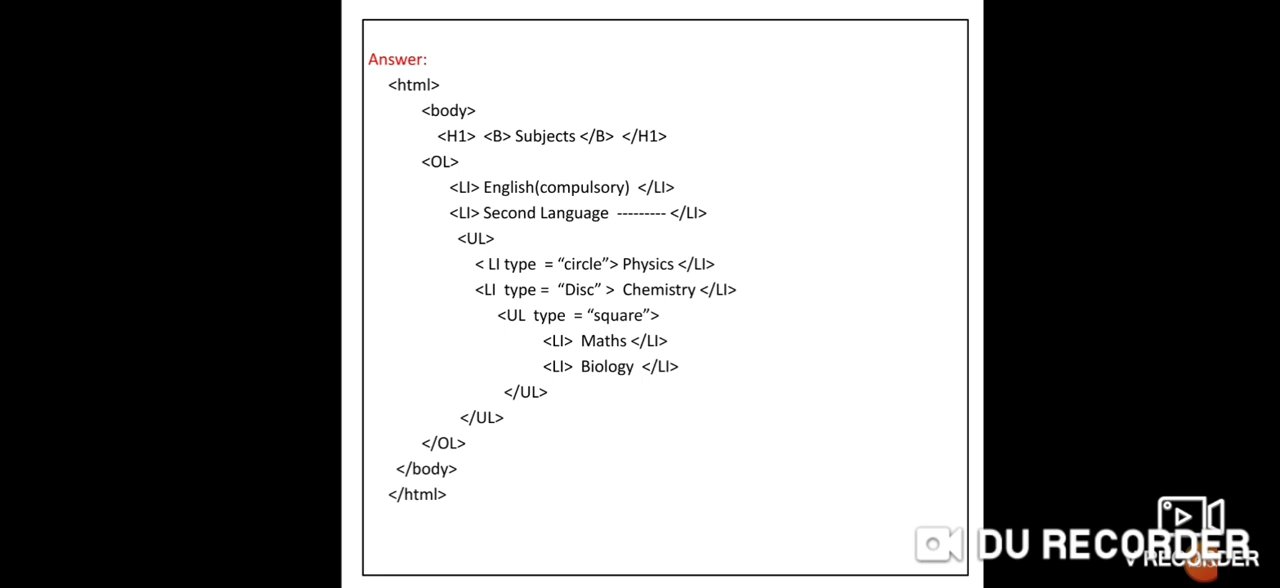 Answer:
<html>
<body>
<H1> <B> Subjects </B> </H1>
<OL>
<LI> English(compulsory) </LI>
<LI> Second Language --------- </LI>
<UL>
< LI type = “circle”> Physics </LI>
<LI type = “Disc” > Chemistry </LI>
<UL type = “square”>
<LI> Maths </LI>
<LI> Biology </LI>
</UL>
</UL>
</OL>
</body>
</html>
DU RECORDER
V RECORDER